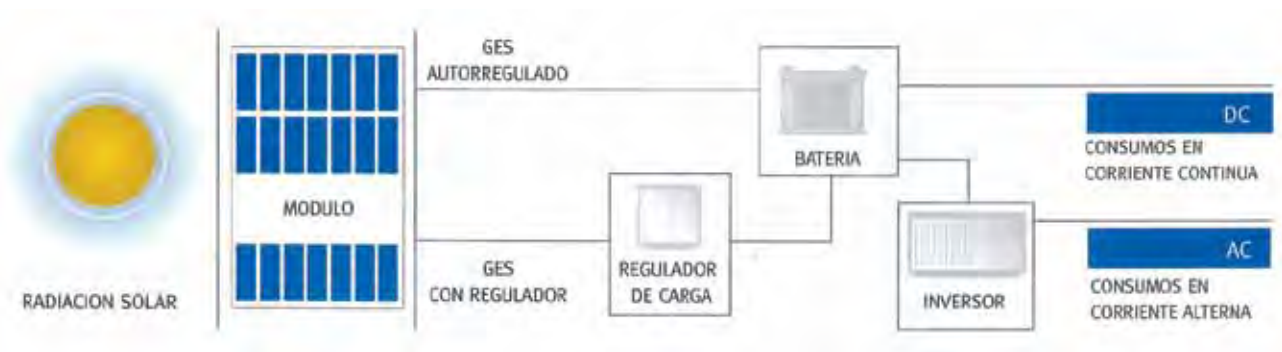 RADIACION SOLAR
MODULO
GES
AUTORREGULADO
GES
CON REGULADOR
REGULADOR
DE CARGA
BATERIA
INVERSOR
DC
CONSUMOS EN
CORRIENTE CONTINUA
AC
CONSUMOS EN
CORRIENTE ALTERNA